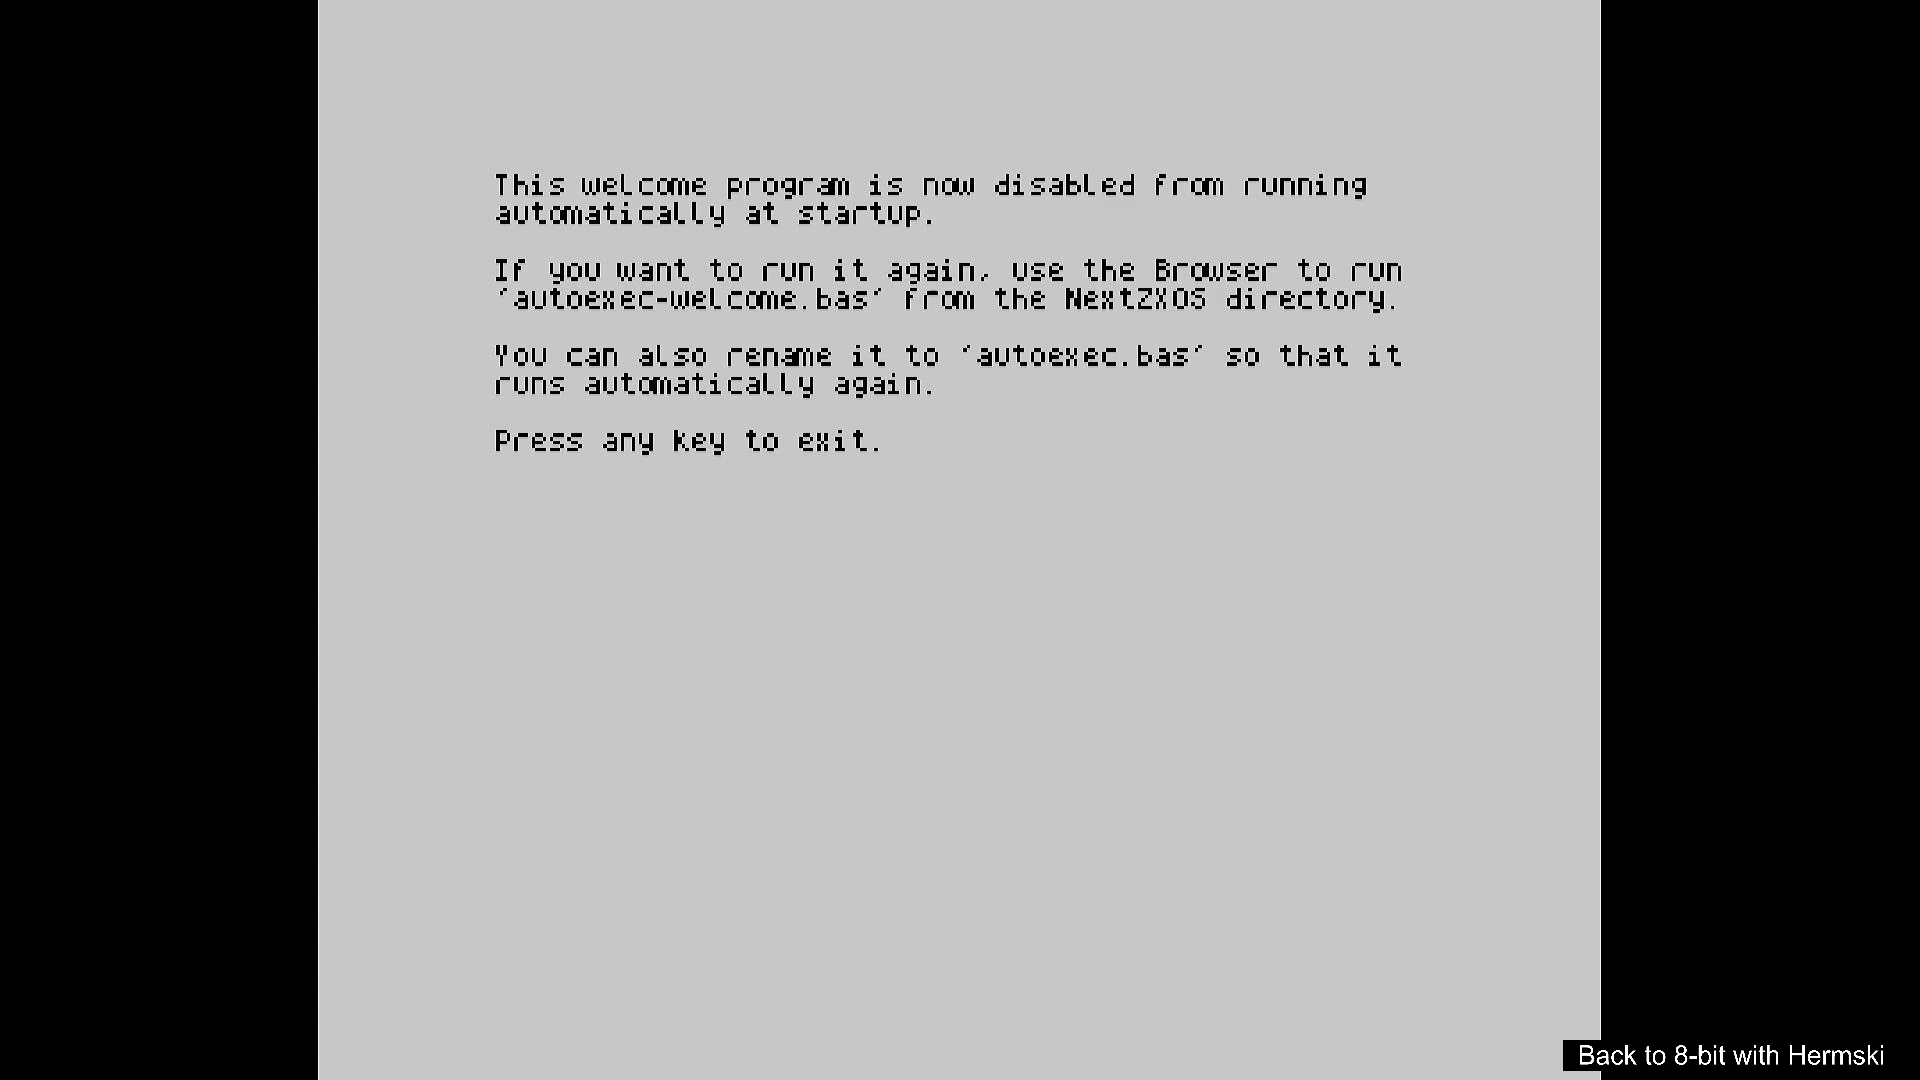 This welcome program is now disabled from running
automatically at startup.
If you want to run it again, use the Browser to run
'autoexec-welcome.bas' from the NextZXOS directory.
You can also rename it to 'autoexec.bas' so that it
runs automatically again.
Press any key to exit.
Back to 8-bit with Hermski